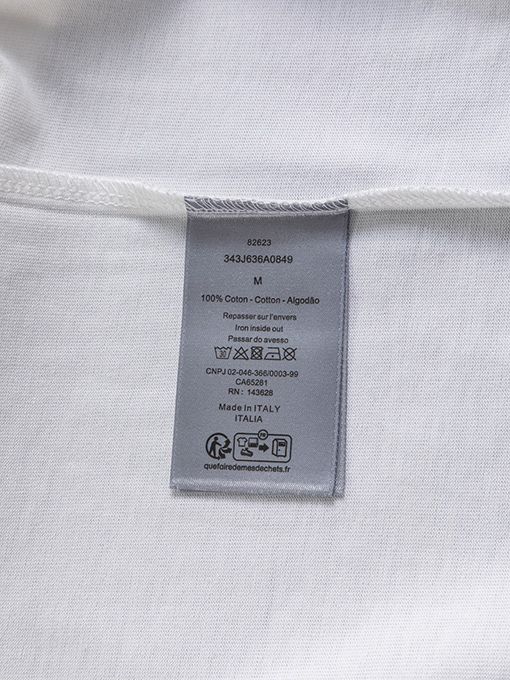 82623
343J636A0849
M
100% Coton - Cotton - Algodão
Repasser sur l'envers
Iron inside out
Passar do avesso
CNPJ 02-046-366/0003-99
CA65281
RN : 143628
Made In ITALY
ITALIA
FR
quefairedemesdechets.fr